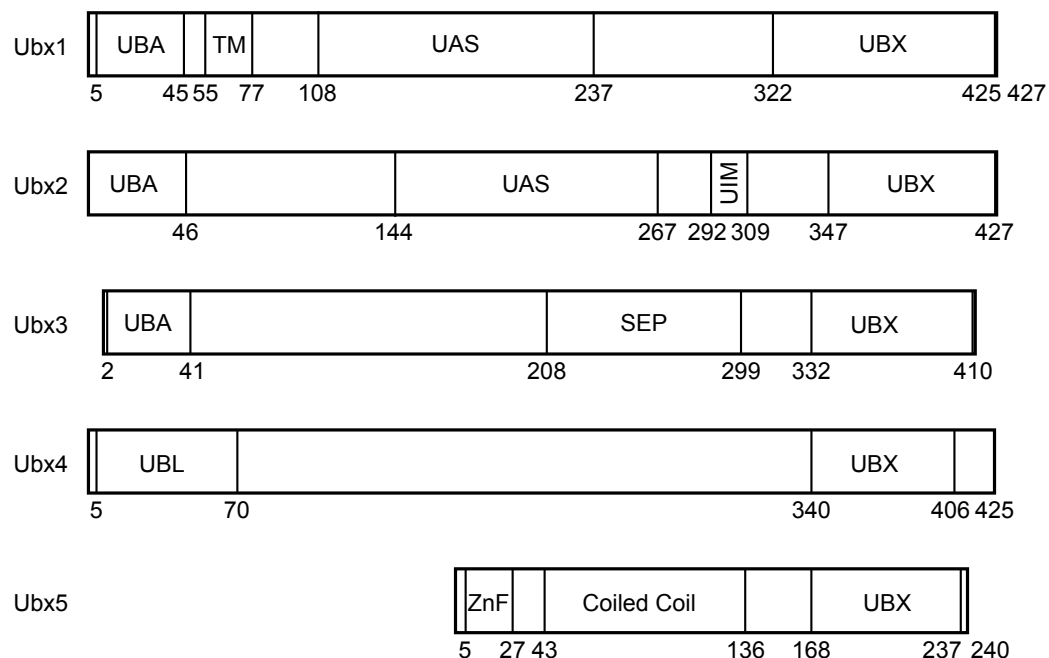 Ubx1 UBA TM UAS UBX
5 45 55 77 108 237 322 425 427
Ubx2 UBA UAS UIM UBX
46 144 267 292 309 347 427
Ubx3 UBA SEP UBX
2 41 208 299 332 410
Ubx4 UBL UBX
5 70 340 406 425
Ubx5 ZnF Coiled Coil UBX
5 27 43 136 168 237 240